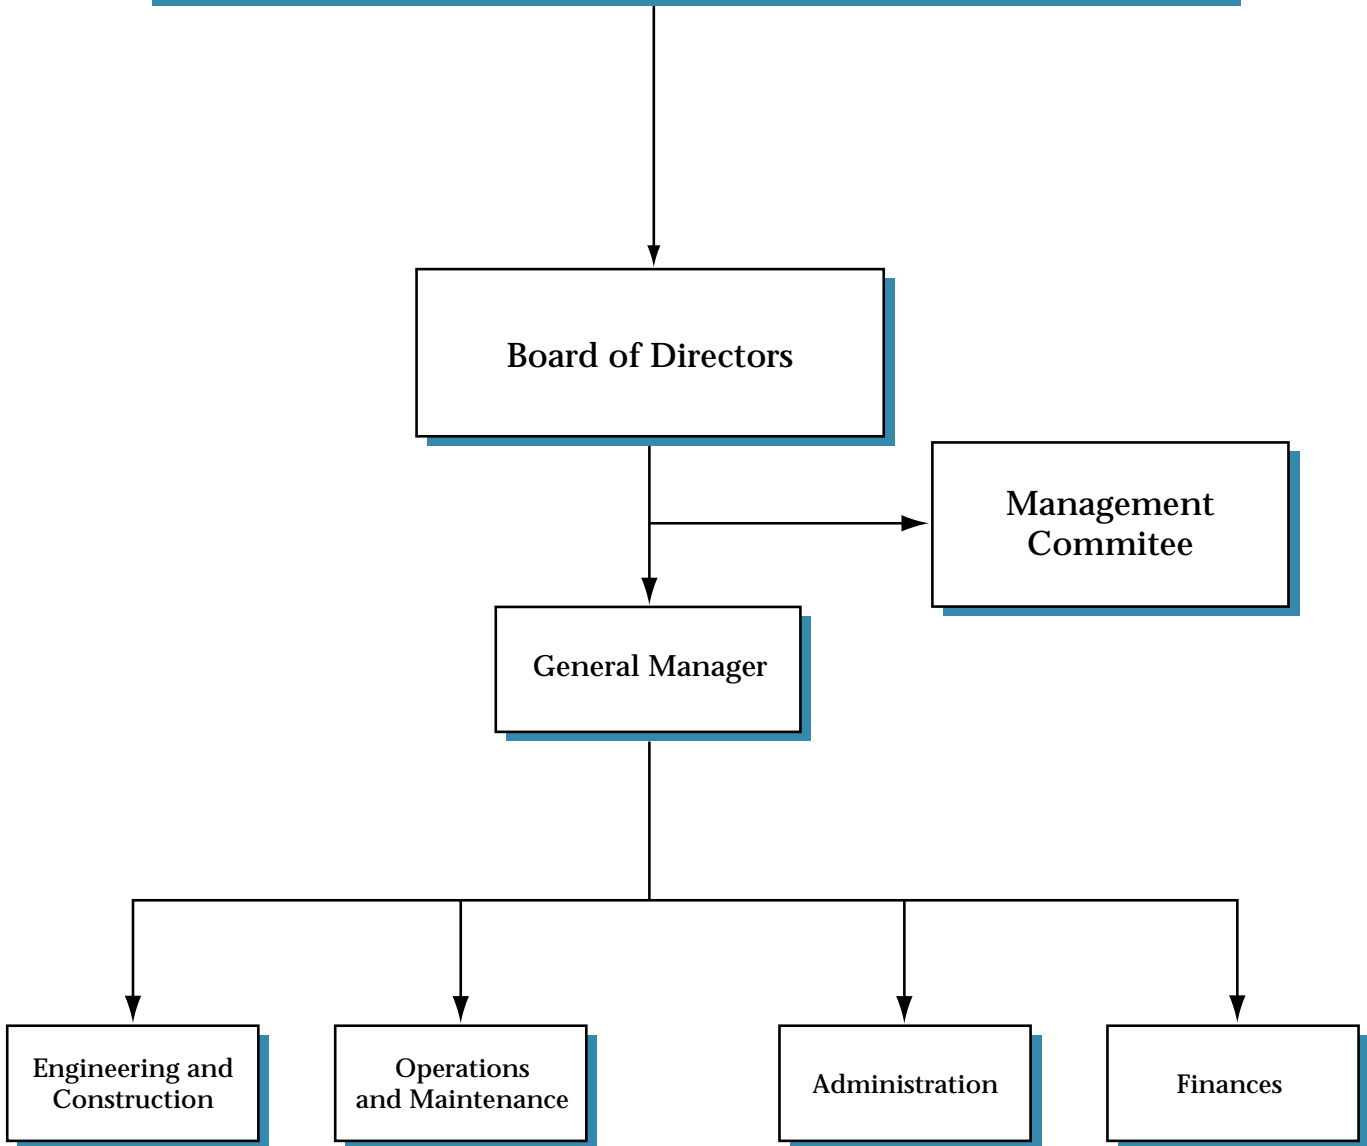 Board of Directors
Management
Commitee
General Manager
Engineering and
Construction
Operations
and Maintenance
Administration
Finances